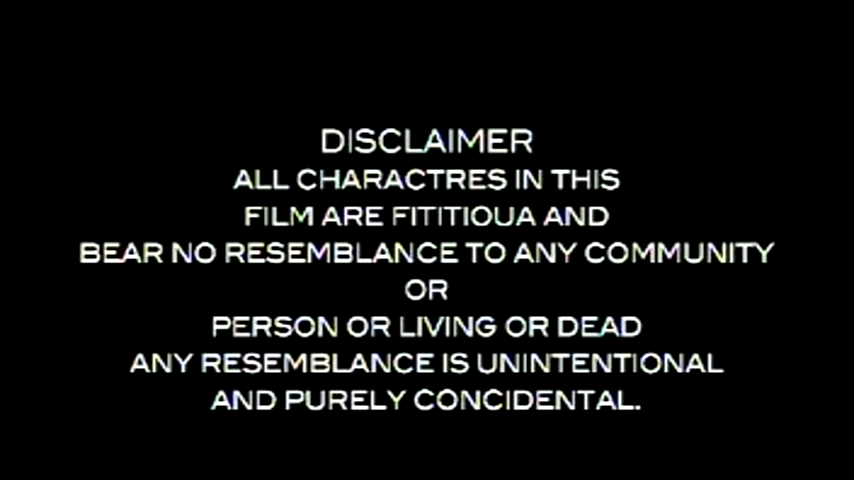 DISCLAIMER
ALL CHARACTRES IN THIS
FILM ARE FITITIOUA AND
BEAR NO RESEMBLANCE TO ANY COMMUNITY
OR
PERSON OR LIVING OR DEAD
ANY RESEMBLANCE IS UNINTENTIONAL
AND PURELY CONCIDENTAL.